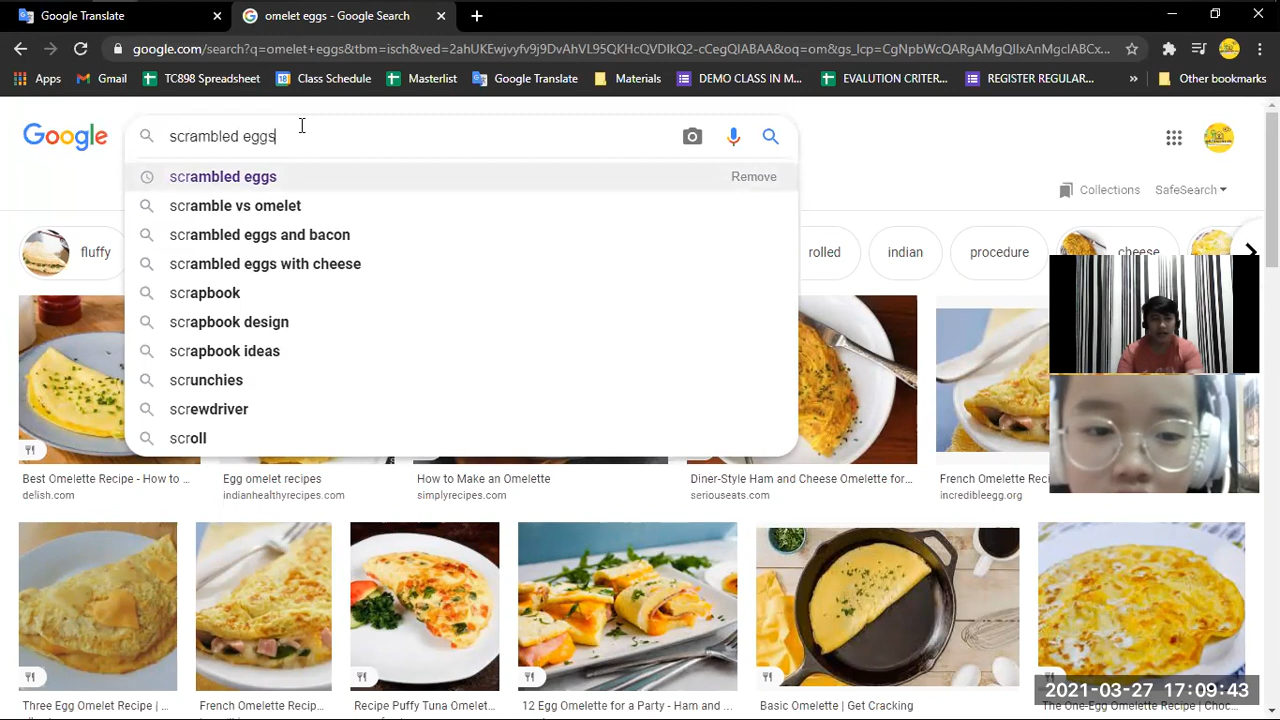 Google Translate
omelet eggs - Google Search
google.com/search?q=omelet+eggs&tbm=isch&ved=2ahUKEwjvyfv9j9DvAhVL95QKHcQVDIkQ2-cCegQIABAA&oq=om&gs_lcp=CgNpbWcQARgAMgQIIxAnMgcIABCx...
Apps
Gmail
TC898 Spreadsheet
Class Schedule
Masterlist
Google Translate
Materials
DEMO CLASS IN M...
EVALUTION CRITER...
REGISTER REGULAR...
»
Other bookmarks
Google
scrambled eggs
scrambled eggs
Remove
scramble vs omelet
scrambled eggs and bacon
scrambled eggs with cheese
scrapbook
scrapbook design
scrapbook ideas
scrunchies
screwdriver
scroll
Collections
SafeSearch
fluffy
rolled
indian
procedure
cheese
Best Omelette Recipe - How to ...
delish.com
Egg omelet recipes
indianhealthyrecipes.com
How to Make an Omelette
simplyrecipes.com
Diner-Style Ham and Cheese Omelette for...
seriouseats.com
French Omelette Rec
incredibleegg.org
Three Egg Omelet Recipe | ...
French Omelette Recip...
Recipe Puffy Tuna Omelet...
12 Egg Omelette for a Party - Ham and ...
Basic Omelette | Get Cracking
The One-Egg Omelette Recipe | Choc...
2021-03-27 17:09:43